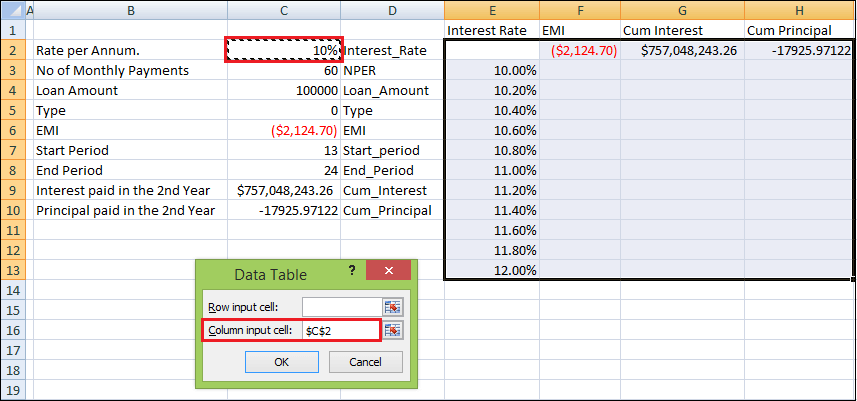 A B C D E F G H
1 Interest Rate EMI Cum Interest Cum Principal
2 Rate per Annum. 10% Interest_Rate ($2,124.70) $757,048,243.26 -17925.97122
3 No of Monthly Payments 60 NPER 10.00%
4 Loan Amount 100000 Loan_Amount 10.20%
5 Type 0 Type 10.40%
6 EMI ($2,124.70) EMI 10.60%
7 Start Period 13 Start_period 10.80%
8 End Period 24 End_Period 11.00%
9 Interest paid in the 2nd Year $757,048,243.26 Cum_Interest 11.20%
10 Principal paid in the 2nd Year -17925.97122 Cum_Principal 11.40%
11 11.60%
12 11.80%
13 12.00%
14
15
16
17
18
19
Data Table ? ×
Row input cell:
Column input cell: $C$2
OK Cancel